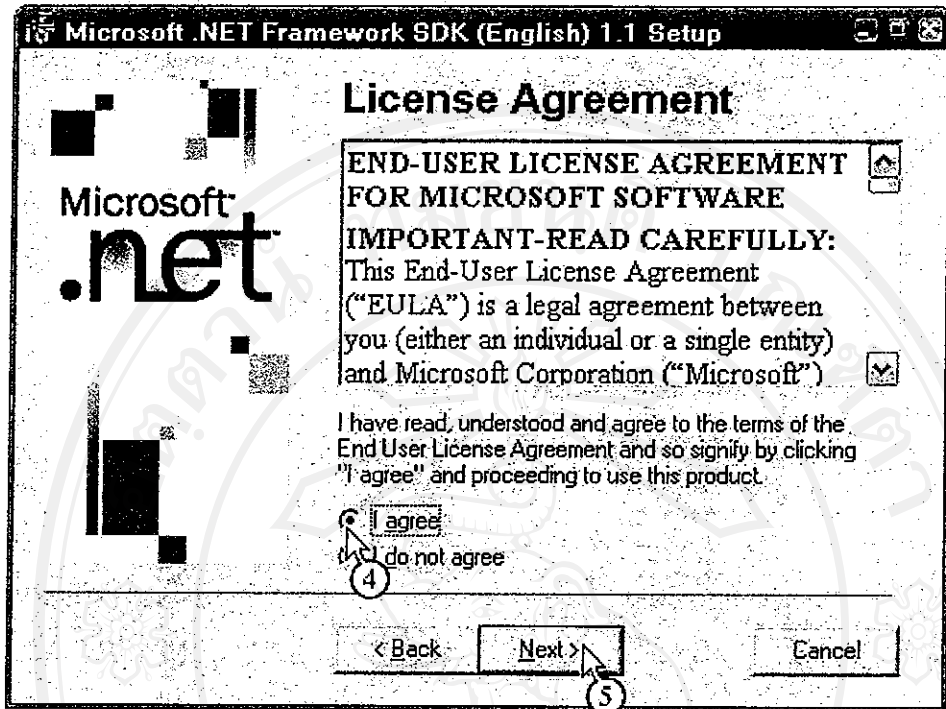 Microsoft .NET Framework SDK (English) 1.1 Setup
License Agreement
Microsoft
.net
END-USER LICENSE AGREEMENT
FOR MICROSOFT SOFTWARE
IMPORTANT-READ CAREFULLY:
This End-User License Agreement
(“EULA”) is a legal agreement between
you (either an individual or a single entity)
and Microsoft Corporation (“Microsoft”)
I have read, understood and agree to the terms of the
End User License Agreement and so signify by clicking
"I agree" and proceeding to use this product.
I agree
I do not agree
4
< Back
Next >
Cancel
5